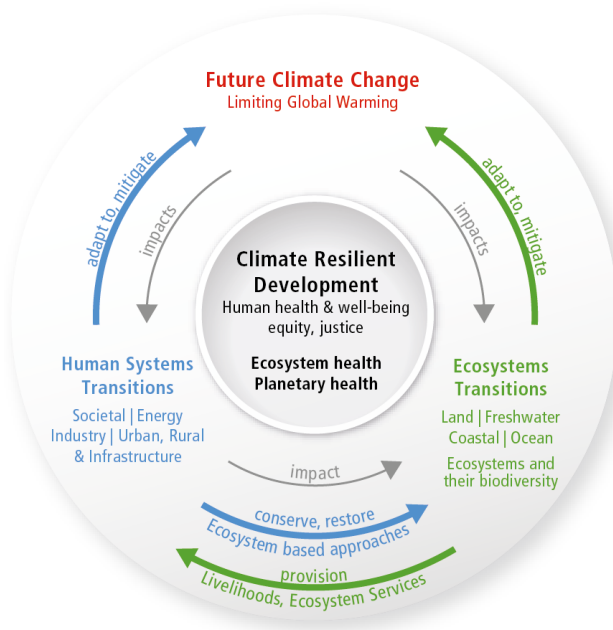 Future Climate Change
Limiting Global Warming
adapt to, mitigate
impacts
impacts
adapt to, mitigate
Climate Resilient
Development
Human health & well-being
equity, justice
Ecosystem health
Planetary health
Human Systems
Transitions
Societal | Energy
Industry | Urban, Rural
& Infrastructure
Ecosystems
Transitions
Land | Freshwater
Coastal | Ocean
Ecosystems and
their biodiversity
impact
conserve, restore
Ecosystem based approaches
provision
Livelihoods, Ecosystem Services